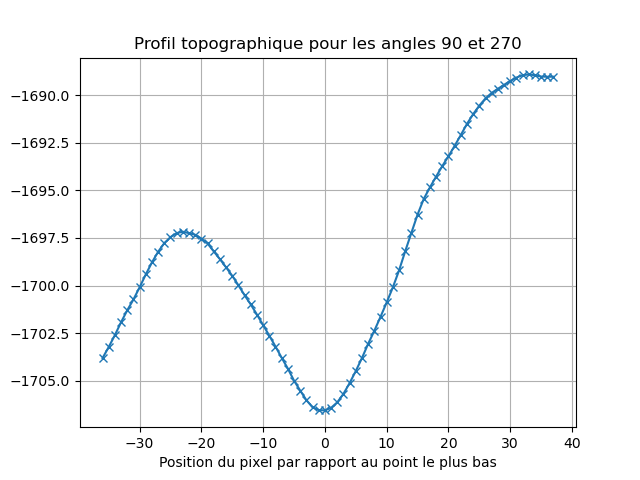 Profil topographique pour les angles 90 et 270
−1690.0
−1692.5
−1695.0
−1697.5
−1700.0
−1702.5
−1705.0
−30 −20 −10 0 10 20 30 40
Position du pixel par rapport au point le plus bas